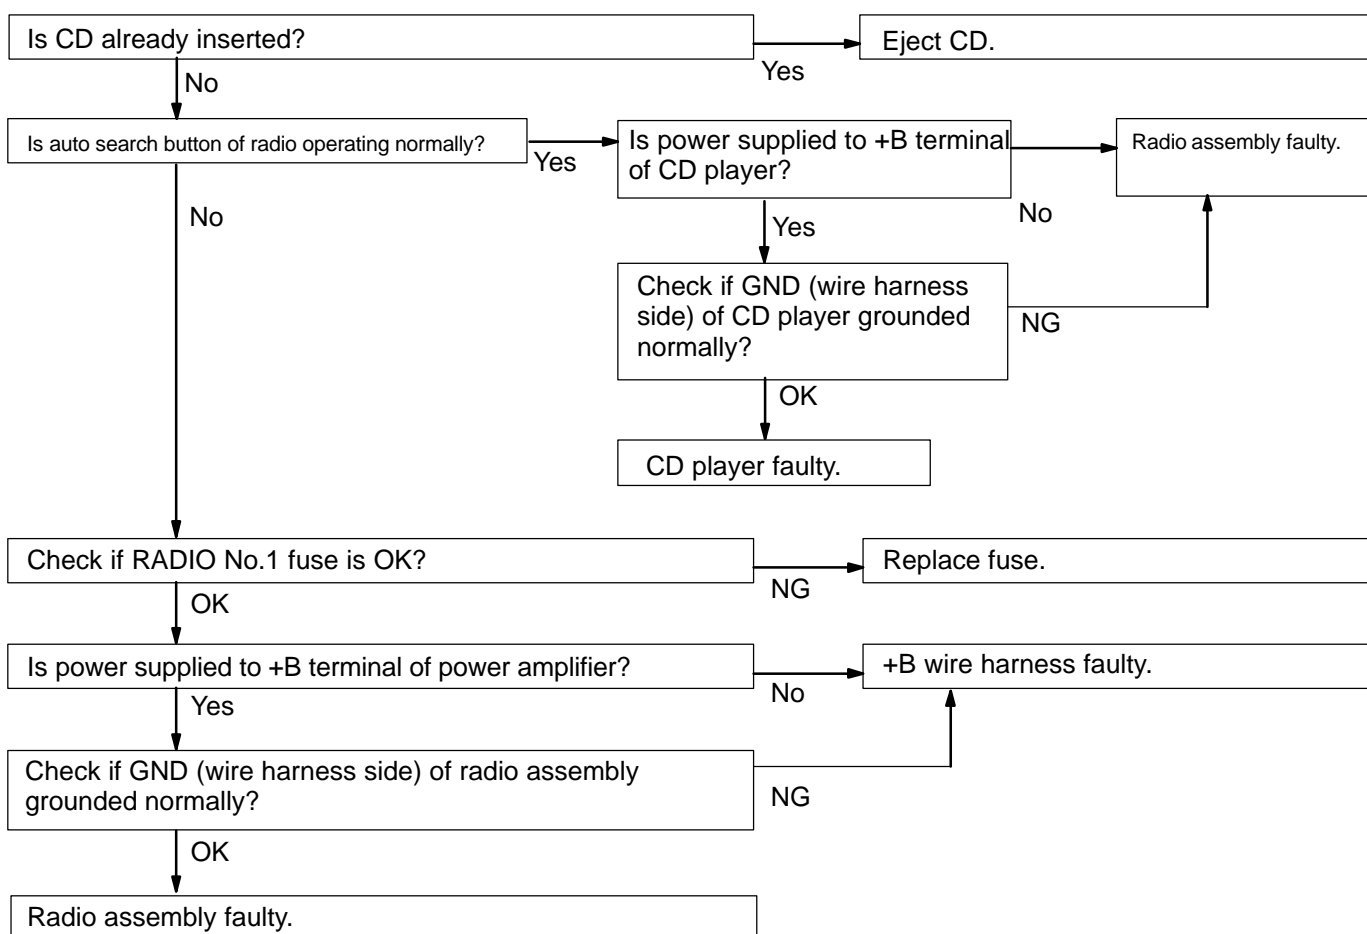 Is CD already inserted?
Eject CD.
Yes
No
Is auto search button of radio operating normally?
Yes
Is power supplied to +B terminal
of CD player?
Radio assembly faulty.
No
No
Yes
Check if GND (wire harness
side) of CD player grounded
normally?
NG
OK
CD player faulty.
Check if RADIO No.1 fuse is OK?
Replace fuse.
NG
OK
Is power supplied to +B terminal of power amplifier?
+B wire harness faulty.
No
Yes
Check if GND (wire harness side) of radio assembly
grounded normally?
NG
OK
Radio assembly faulty.